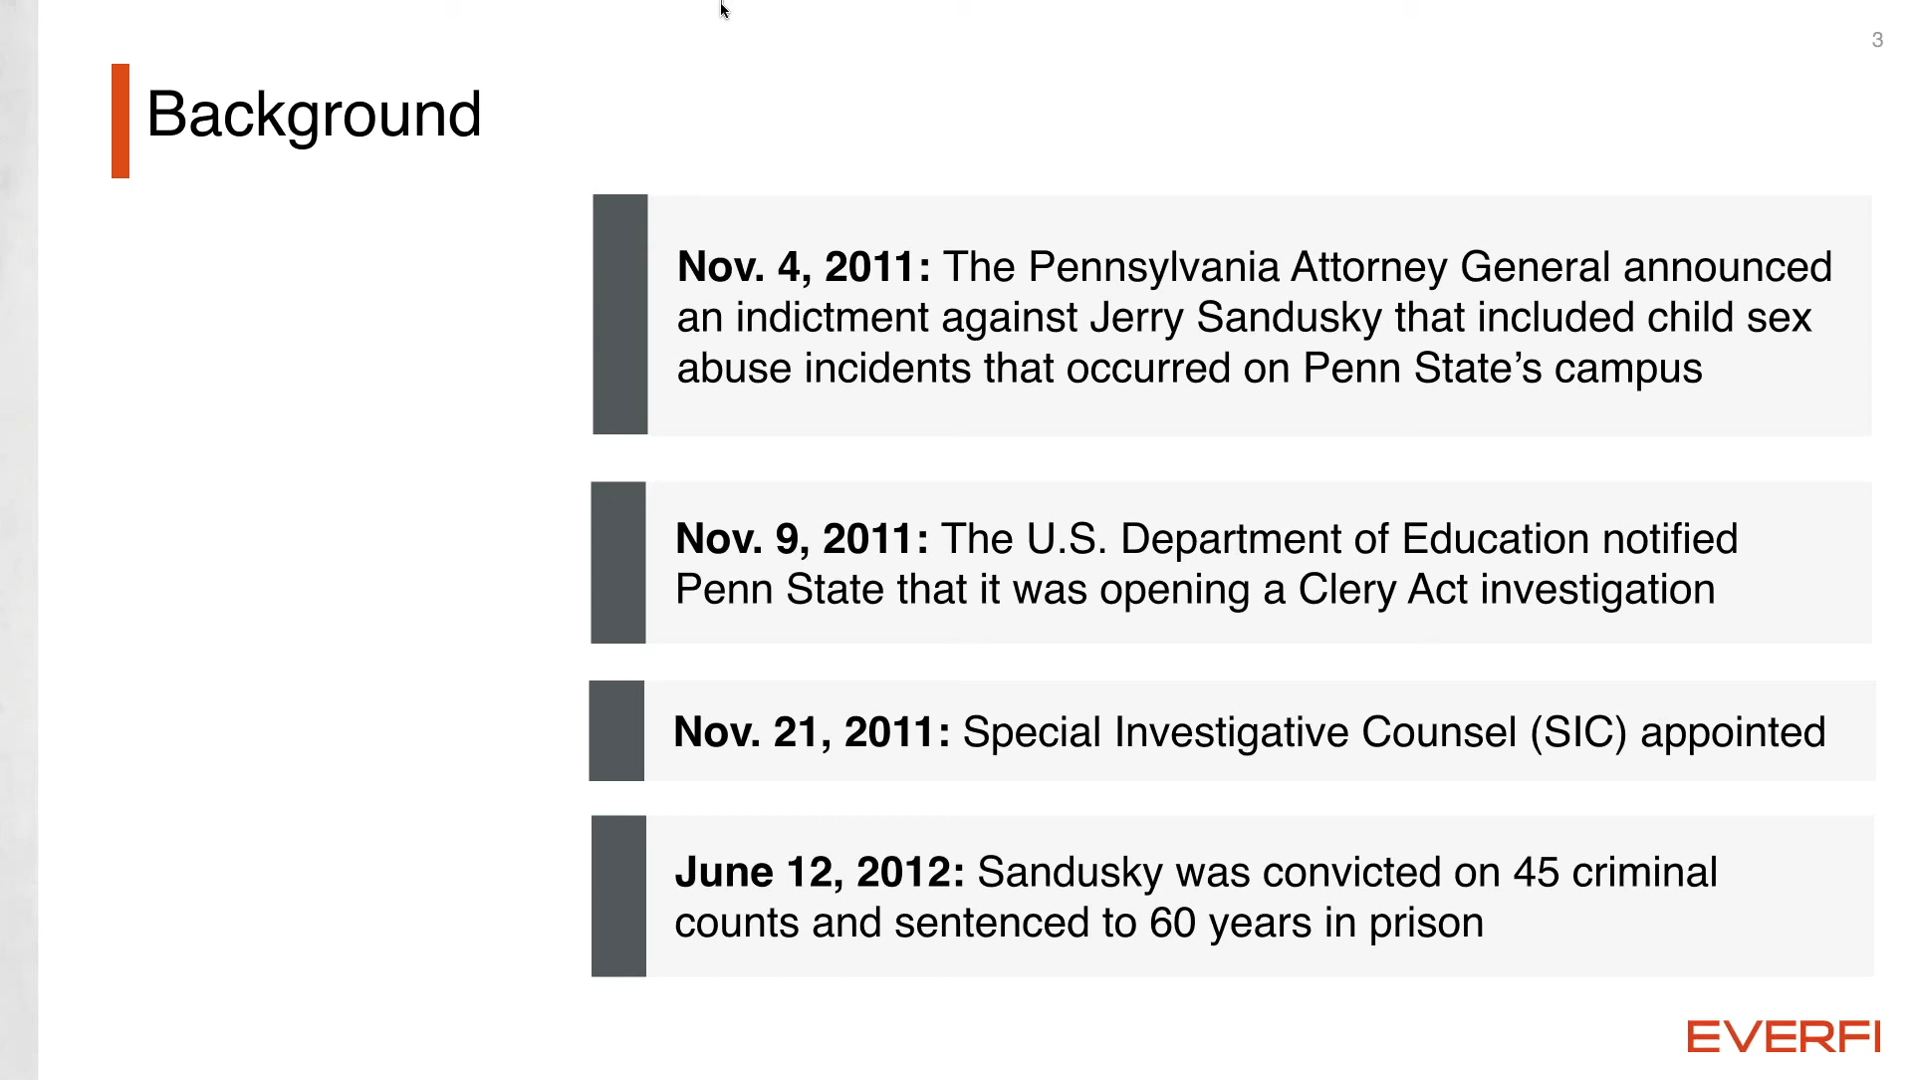 3
Background
Nov. 4, 2011: The Pennsylvania Attorney General announced
an indictment against Jerry Sandusky that included child sex
abuse incidents that occurred on Penn State’s campus
Nov. 9, 2011: The U.S. Department of Education notified
Penn State that it was opening a Clery Act investigation
Nov. 21, 2011: Special Investigative Counsel (SIC) appointed
June 12, 2012: Sandusky was convicted on 45 criminal
counts and sentenced to 60 years in prison
EVERFI